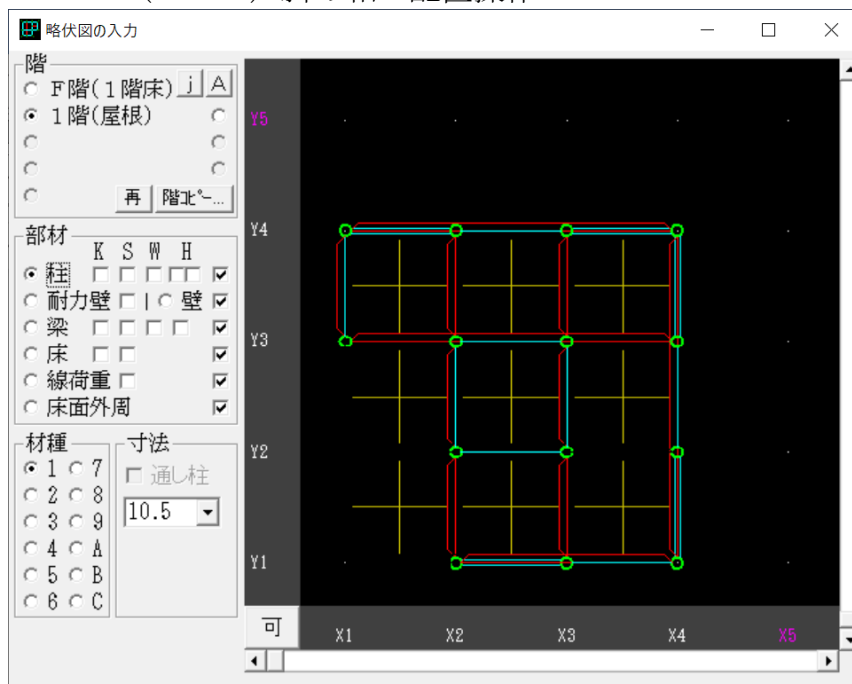 略伏図の入力
階
F階(1階床) j A
1階(屋根)
再 階ｺﾋﾟｰ...
部材
K S W H
柱
耐力壁 | 壁
梁
床
線荷重
床面外周
材種
1 7
2 8
3 9
4 A
5 B
6 C
寸法
通し柱
10.5
Y5
Y4
Y3
Y2
Y1
可
X1 X2 X3 X4 X5